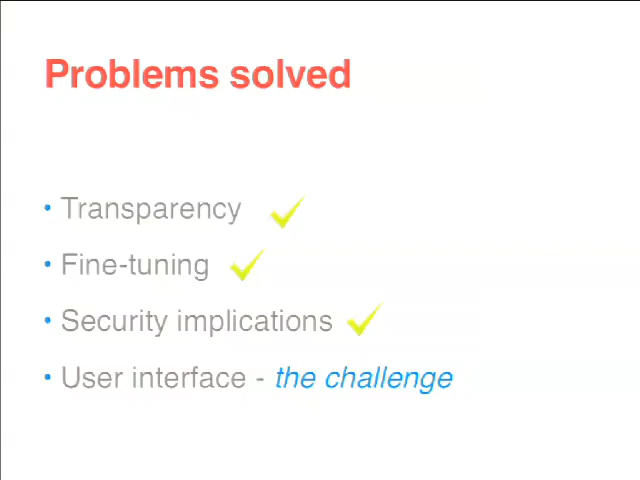 Problems solved
• Transparency
• Fine-tuning
• Security implications
• User interface - the challenge